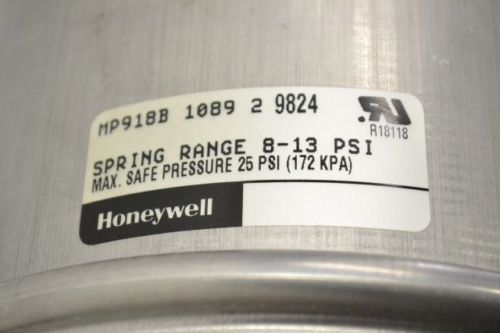 MP918B 1089 2 9824
R18118
SPRING RANGE 8-13 PSI
MAX. SAFE PRESSURE 25 PSI (172 KPA)
Honeywell